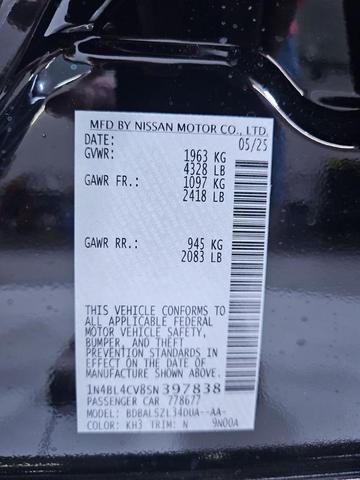 MFD BY NISSAN MOTOR CO., LTD.
DATE: 05/25
GVWR: 1963 KG
4328 LB
GAWR FR.: 1097 KG
2418 LB
GAWR RR.: 945 KG
2083 LB
THIS VEHICLE CONFORMS TO
ALL APPLICABLE FEDERAL
MOTOR VEHICLE SAFETY,
BUMPER, AND THEFT
PREVENTION STANDARDS
IN EFFECT ON THE DATE OF
MANUFACTURE SHOWN ABOVE.
1N4BL4CV8SN397838
PASSENGER CAR 778677
MODEL: BDBALSZL34DUA--AA-
COLOR: KH3 TRIM: N 9N00A